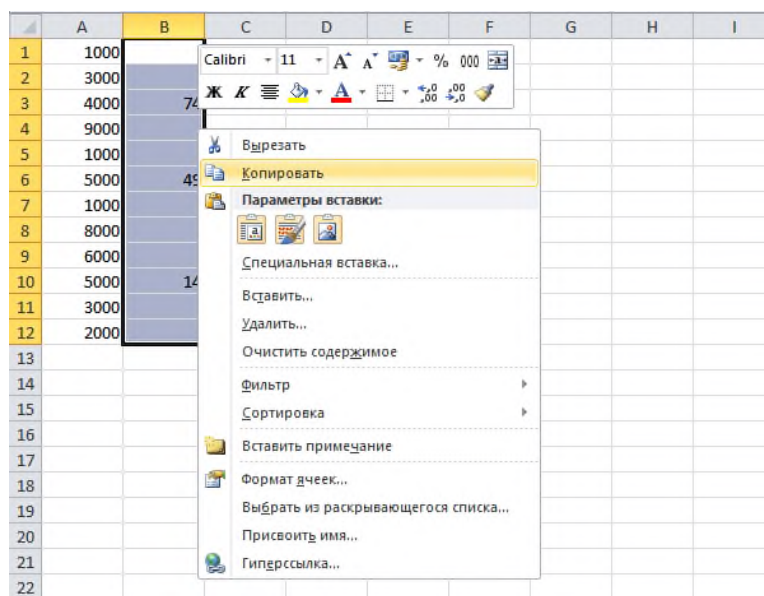 A B C D E F G H I
1 1000
Calibri 11 A A % 000 a
2 3000
Ж К A ,0 ,00 ,00 ,0
3 4000 74
4 9000
5 1000
Вырезать
6 5000 49
Копировать
7 1000
Параметры вставки:
8 8000
a
9 6000
Специальная вставка...
10 5000 14
Вставить...
11 3000
Удалить...
12 2000
Очистить содержимое
13
14
Фильтр
15
Сортировка
16
Вставить примечание
17
18
Формат ячеек...
19
Выбрать из раскрывающегося списка...
20
Присвоить имя...
21
Гиперссылка...
22